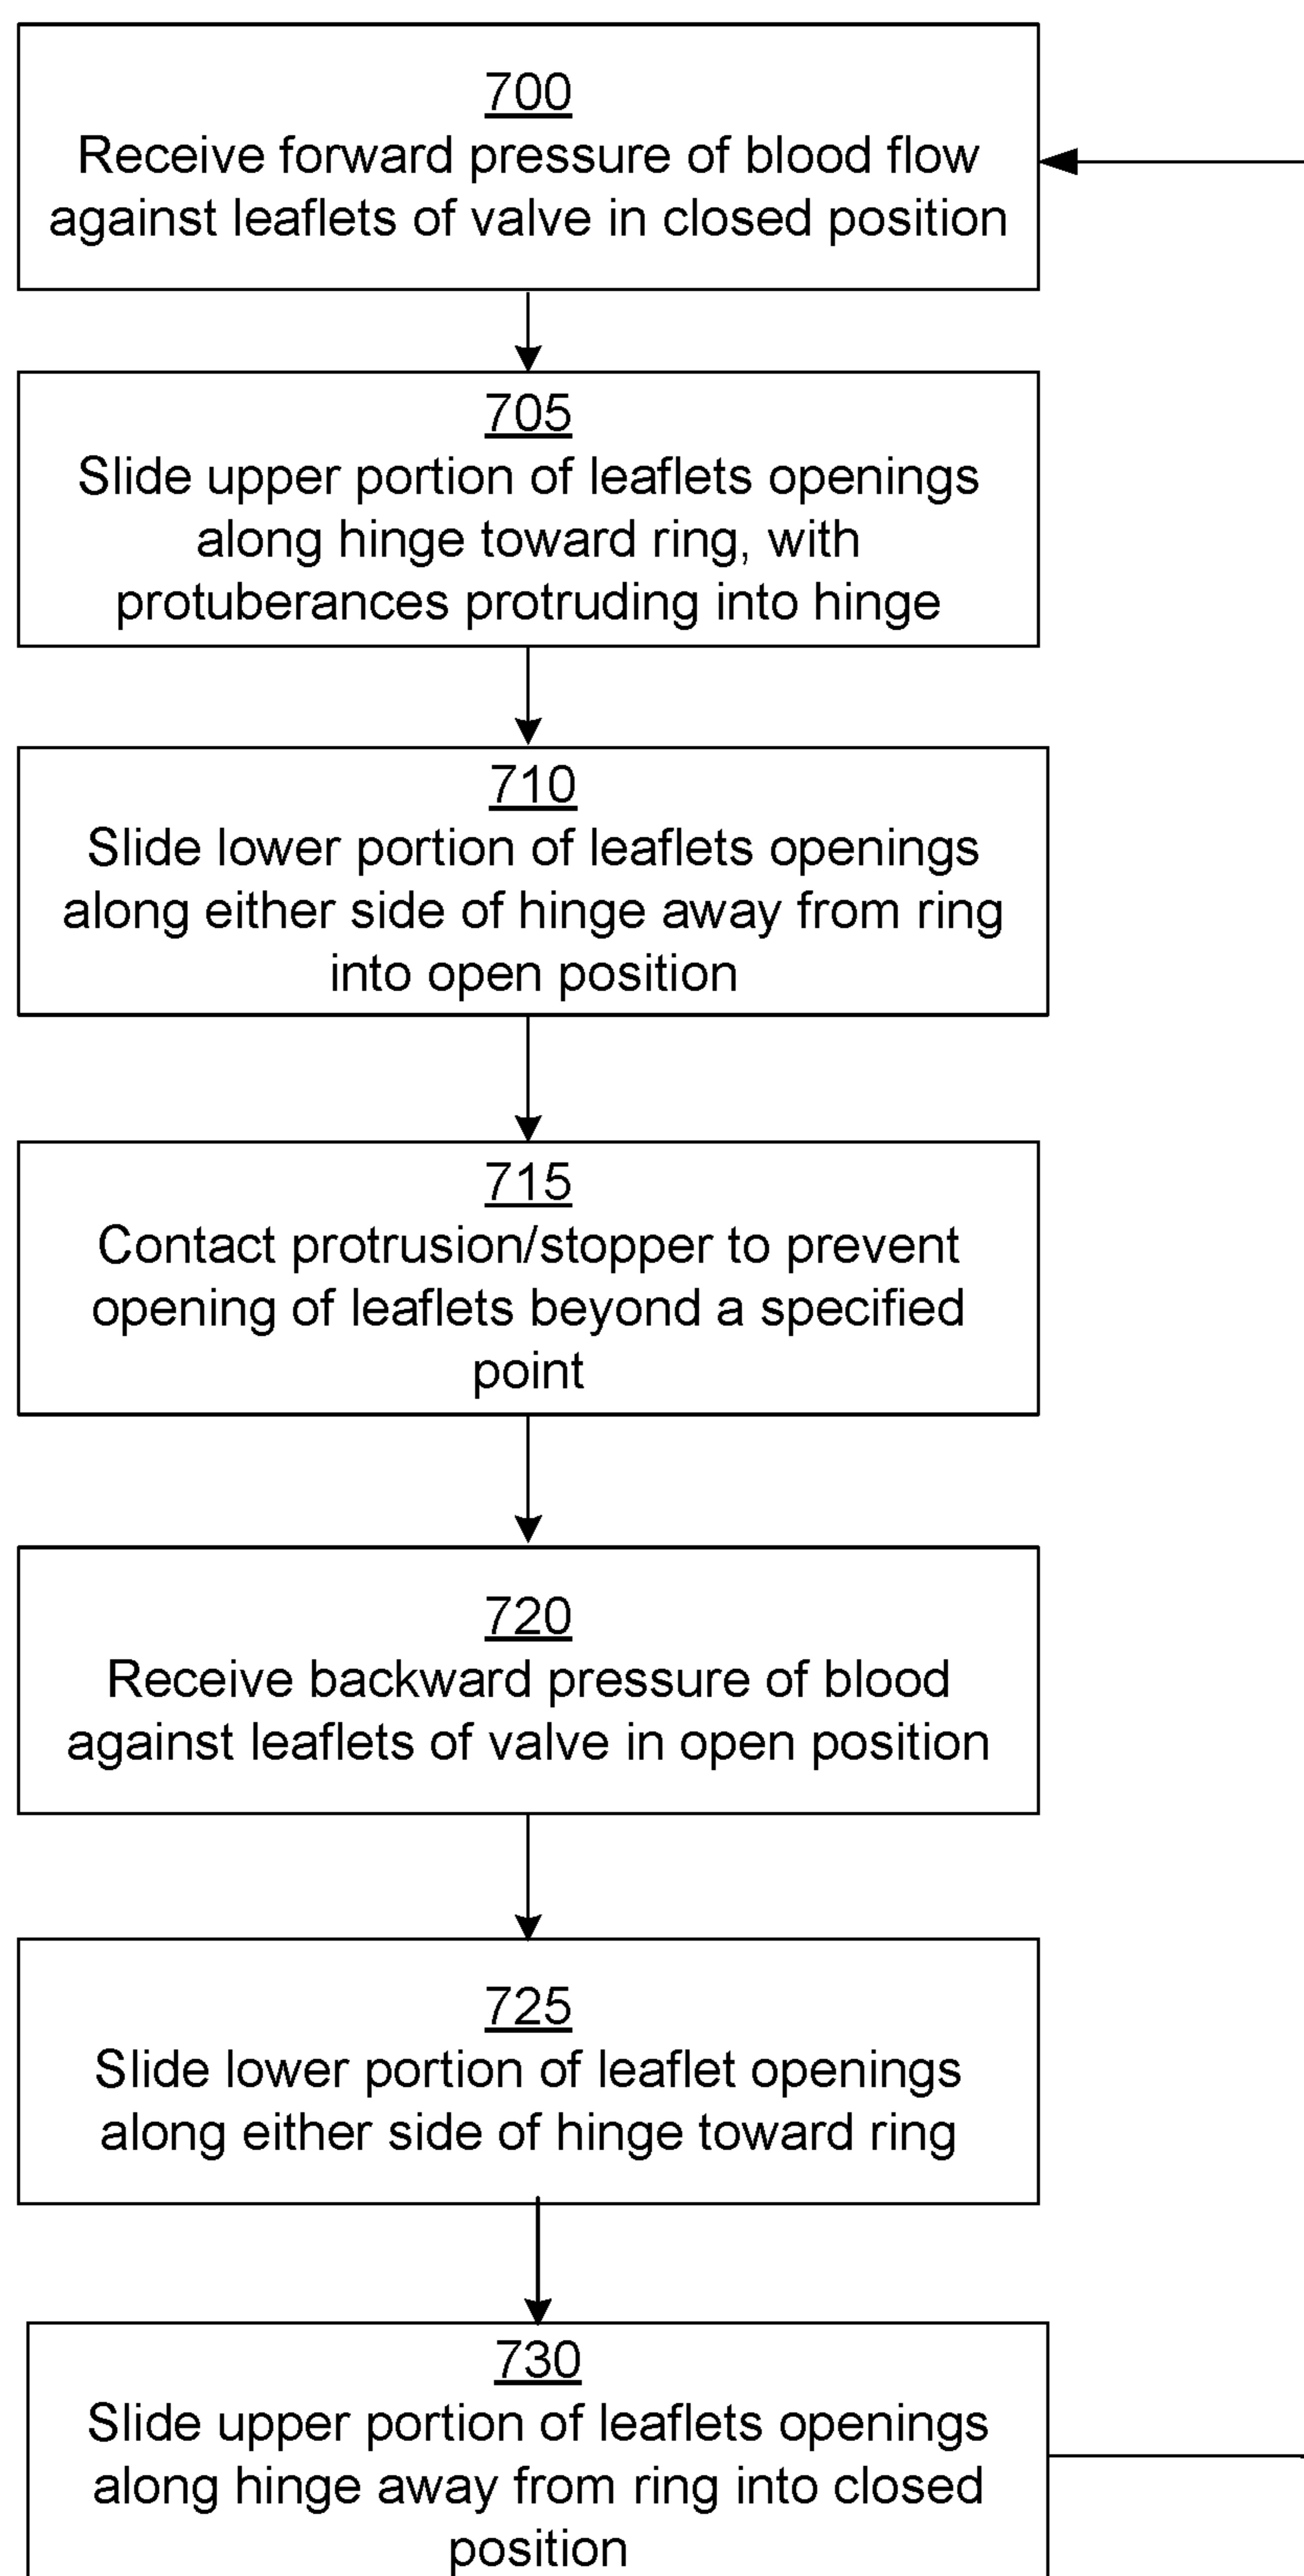 700
Receive forward pressure of blood flow
against leaflets of valve in closed position
705
Slide upper portion of leaflets openings
along hinge toward ring, with
protuberances protruding into hinge
710
Slide lower portion of leaflets openings
along either side of hinge away from ring
into open position
715
Contact protrusion/stopper to prevent
opening of leaflets beyond a specified
point
720
Receive backward pressure of blood
against leaflets of valve in open position
725
Slide lower portion of leaflet openings
along either side of hinge toward ring
730
Slide upper portion of leaflets openings
along hinge away from ring into closed
position